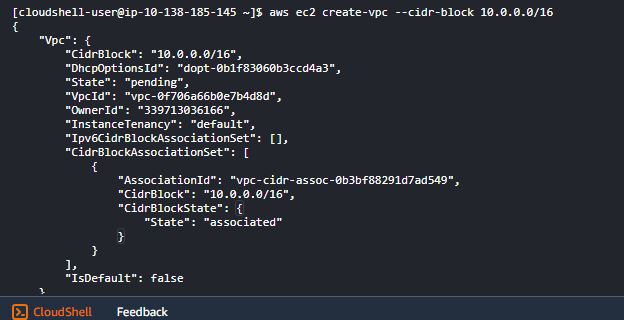 [cloudshell-user@ip-10-138-185-145 ~]$ aws ec2 create-vpc --cidr-block 10.0.0.0/16
{
    "Vpc": {
        "CidrBlock": "10.0.0.0/16",
        "DhcpOptionsId": "dopt-0b1f83060b3ccd4a3",
        "State": "pending",
        "VpcId": "vpc-0f706a66b0e7b4d8d",
        "OwnerId": "339713036166",
        "InstanceTenancy": "default",
        "Ipv6CidrBlockAssociationSet": [],
        "CidrBlockAssociationSet": [
            {
                "AssociationId": "vpc-cidr-assoc-0b3bf88291d7ad549",
                "CidrBlock": "10.0.0.0/16",
                "CidrBlockState": {
                    "State": "associated"
                }
            }
        ],
        "IsDefault": false
    }
CloudShell Feedback